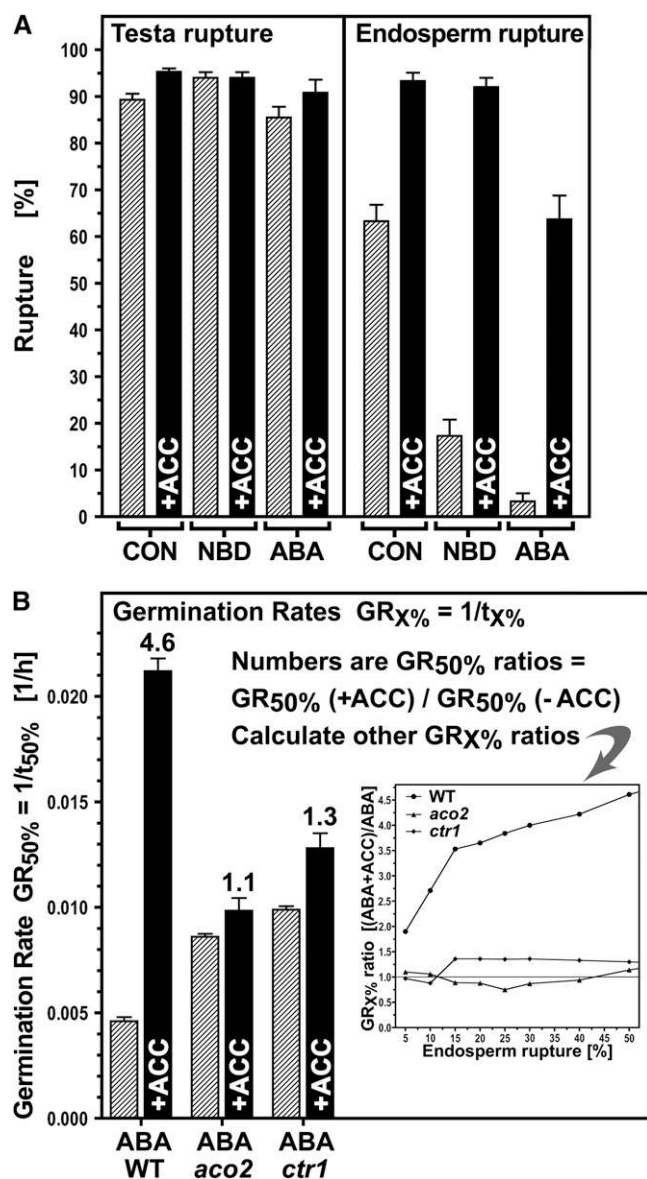 A
Testa rupture
Endosperm rupture
Rupture [%]
100
90
80
70
60
50
40
30
20
10
0
+ACC
+ACC
+ACC
+ACC
+ACC
+ACC
CON NBD ABA CON NBD ABA
B
Germination Rates GRX% = 1/tX%
Numbers are GR50% ratios =
GR50% (+ACC) / GR50% (- ACC)
Calculate other GRX% ratios
Germination Rate GR50% = 1/t50% [1/h]
0.020
0.015
0.010
0.005
0.000
4.6
1.1
1.3
+ACC
+ACC
+ACC
ABA ABA ABA
WT aco2 ctr1
GRX% ratio [(ABA+ACC)/ABA]
4.5
4.0
3.5
3.0
2.5
2.0
1.5
1.0
0.5
0.0
WT
aco2
ctr1
5 10 15 20 25 30 35 40 45 50
Endosperm rupture [%]